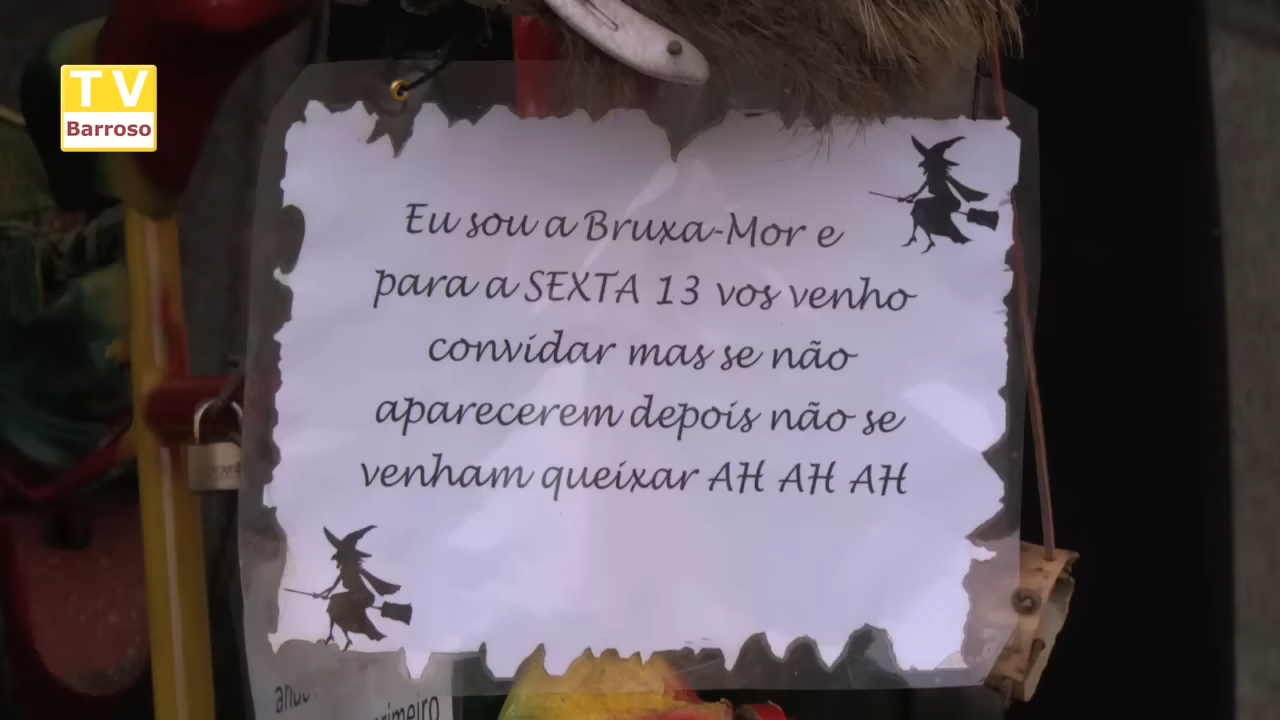 TV
Barroso
Eu sou a Bruxa-Mor e
para a SEXTA 13 vos venho
convidar mas se não
aparecerem depois não se
venham queixar AH AH AH